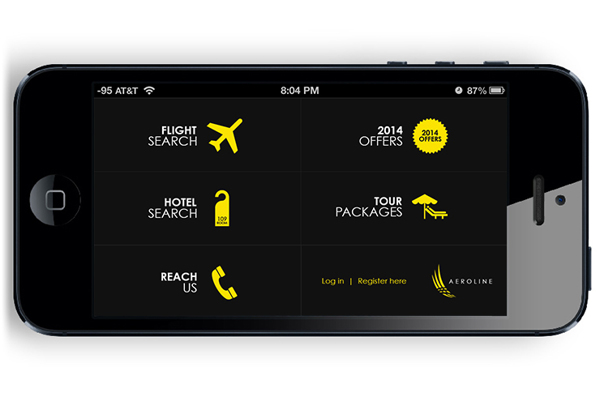 -95 AT&T 8:04 PM 87%
FLIGHT
SEARCH
2014
OFFERS
2014
OFFERS
HOTEL
SEARCH
109
ROOM
TOUR
PACKAGES
REACH
US
Log in | Register here
AEROLINE